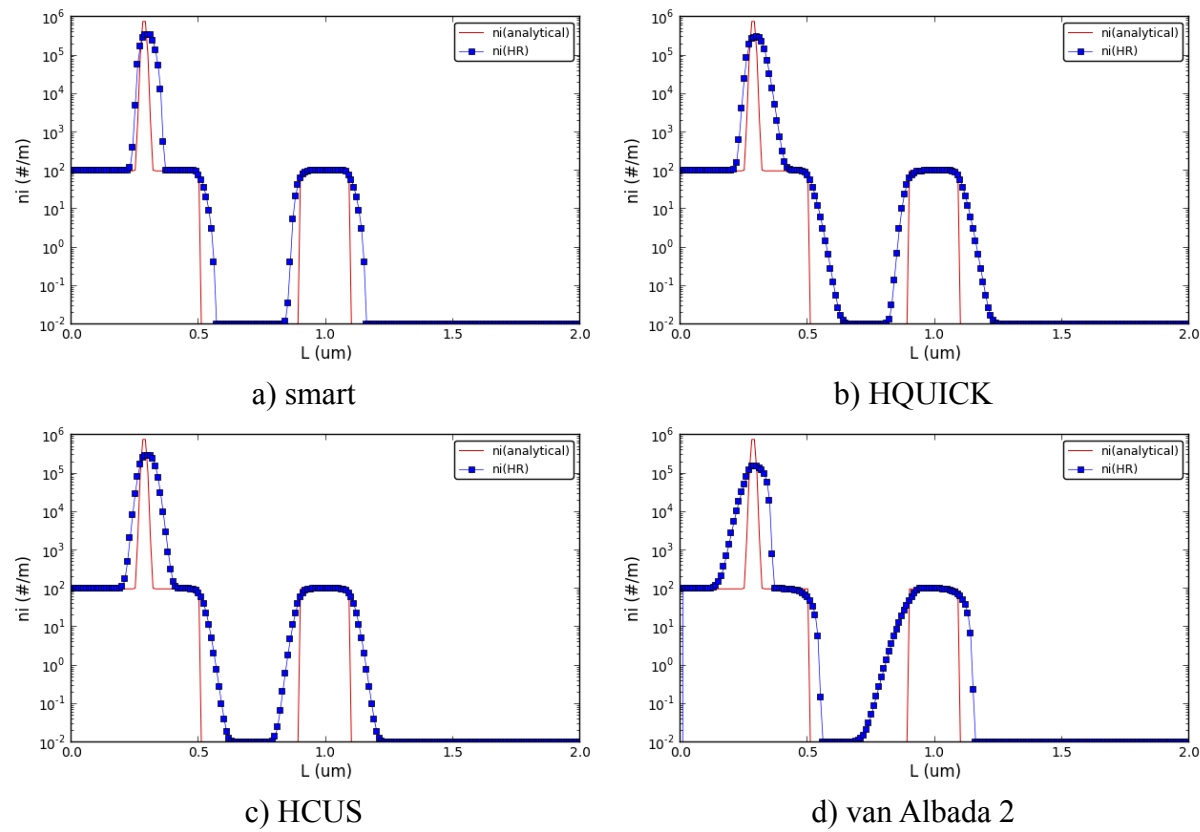 10^6
10^5
10^4
10^3
10^2
10^1
10^0
10^-1
10^-2
ni (#/m)
ni(analytical)
ni(HR)
0.0 0.5 1.0 1.5 2.0
L (um)
a) smart
10^6
10^5
10^4
10^3
10^2
10^1
10^0
10^-1
10^-2
ni (#/m)
ni(analytical)
ni(HR)
0.0 0.5 1.0 1.5 2.0
L (um)
b) HQUICK
10^6
10^5
10^4
10^3
10^2
10^1
10^0
10^-1
10^-2
ni (#/m)
ni(analytical)
ni(HR)
0.0 0.5 1.0 1.5 2.0
L (um)
c) HCUS
10^6
10^5
10^4
10^3
10^2
10^1
10^0
10^-1
10^-2
ni (#/m)
ni(analytical)
ni(HR)
0.0 0.5 1.0 1.5 2.0
L (um)
d) van Albada 2